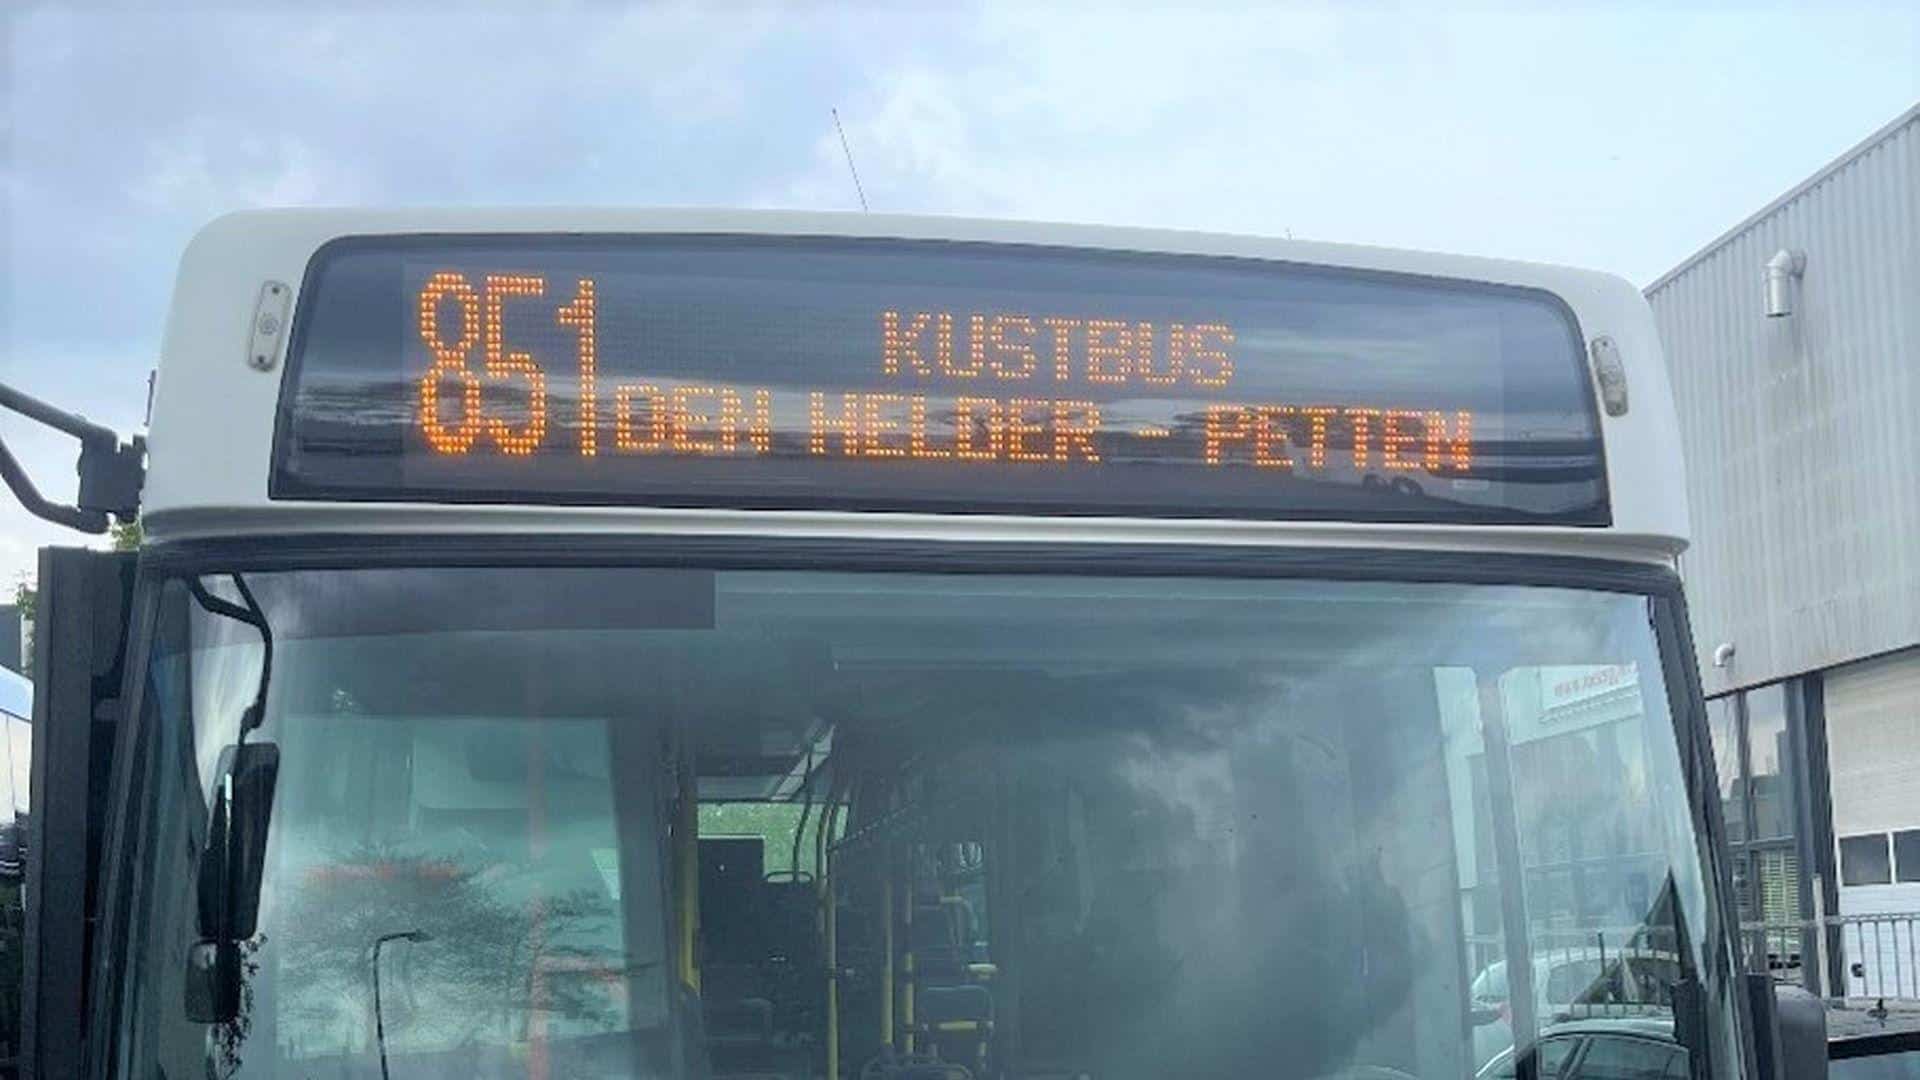 851 KUSTBUS
DEN HELDER - PETTEN